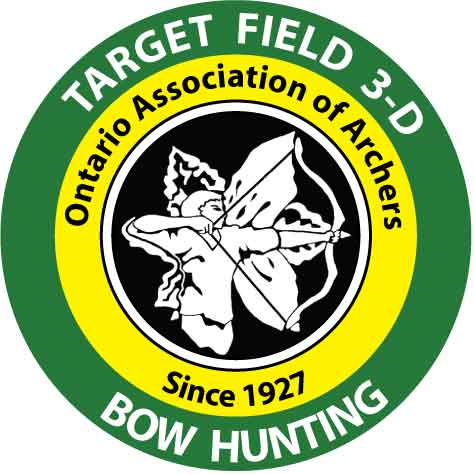 TARGET FIELD 3-D
Ontario Association of Archers
Since 1927
BOW HUNTING